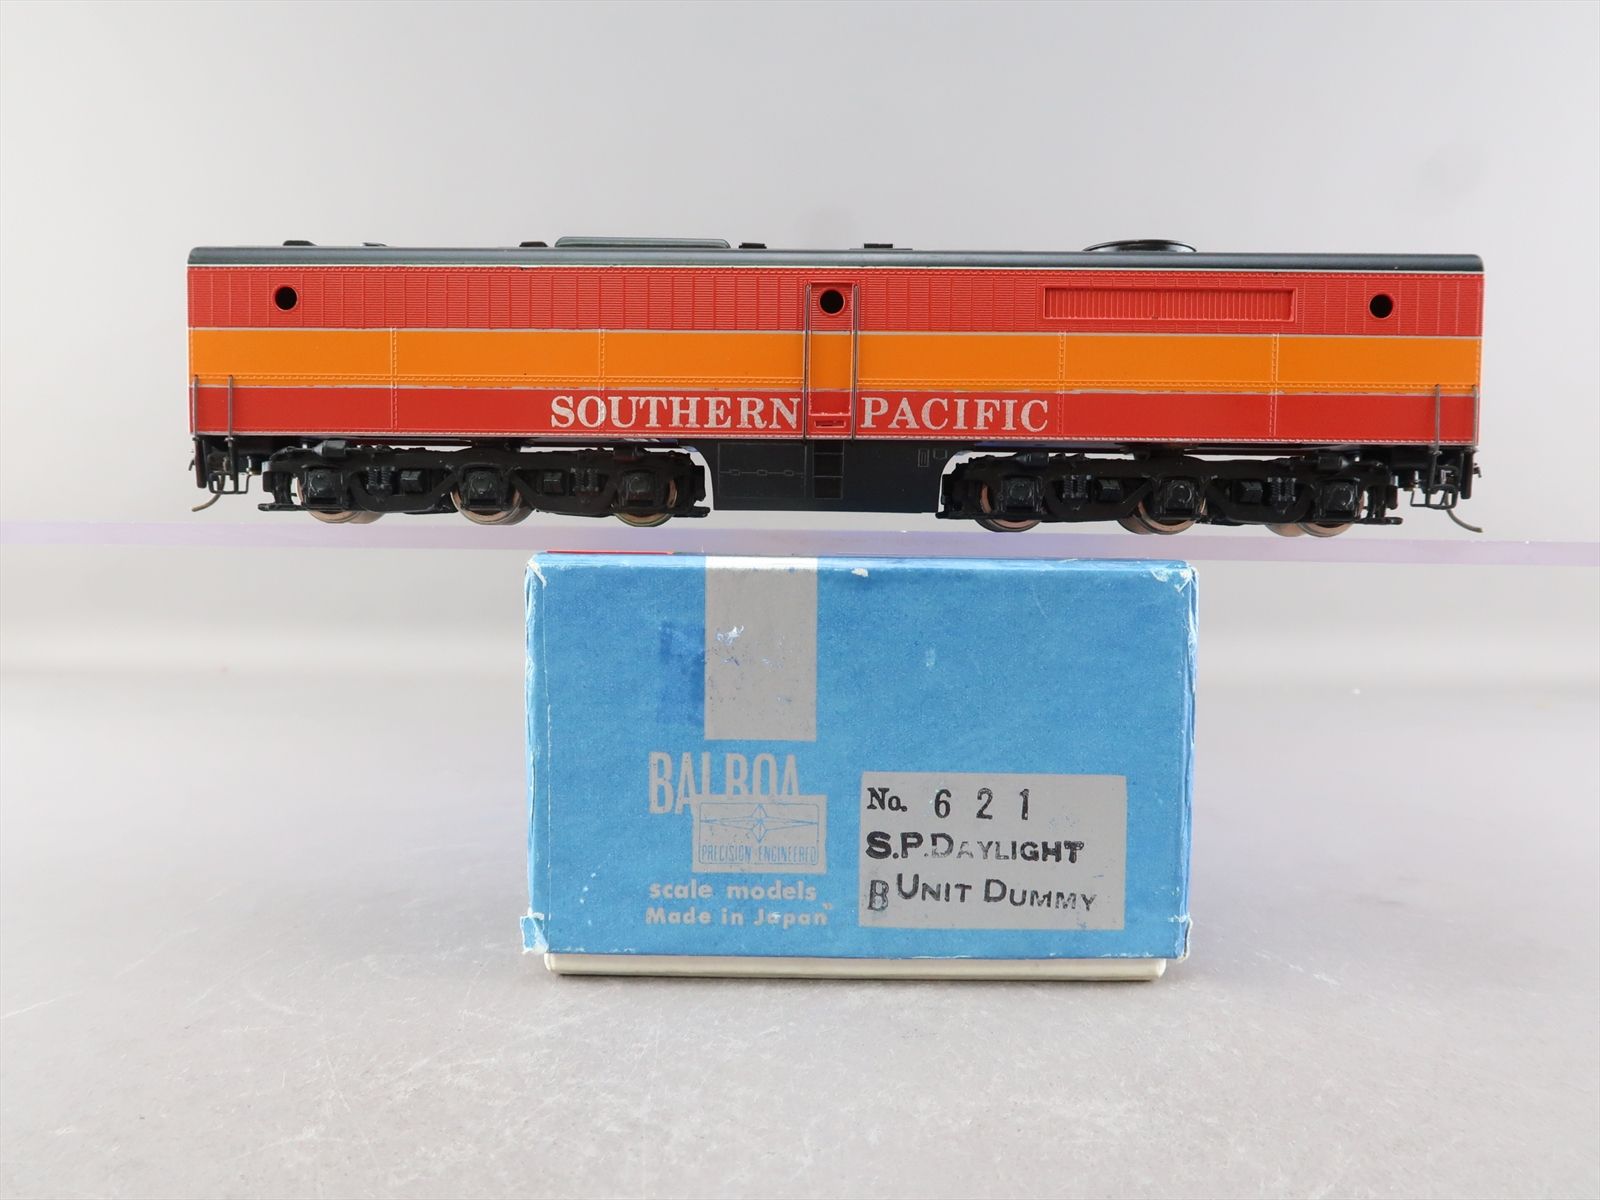 SOUTHERN PACIFIC
BALBOA
PRECISION ENGINEERED
scale models
Made in Japan
No. 621
S.P. DAYLIGHT
B UNIT DUMMY